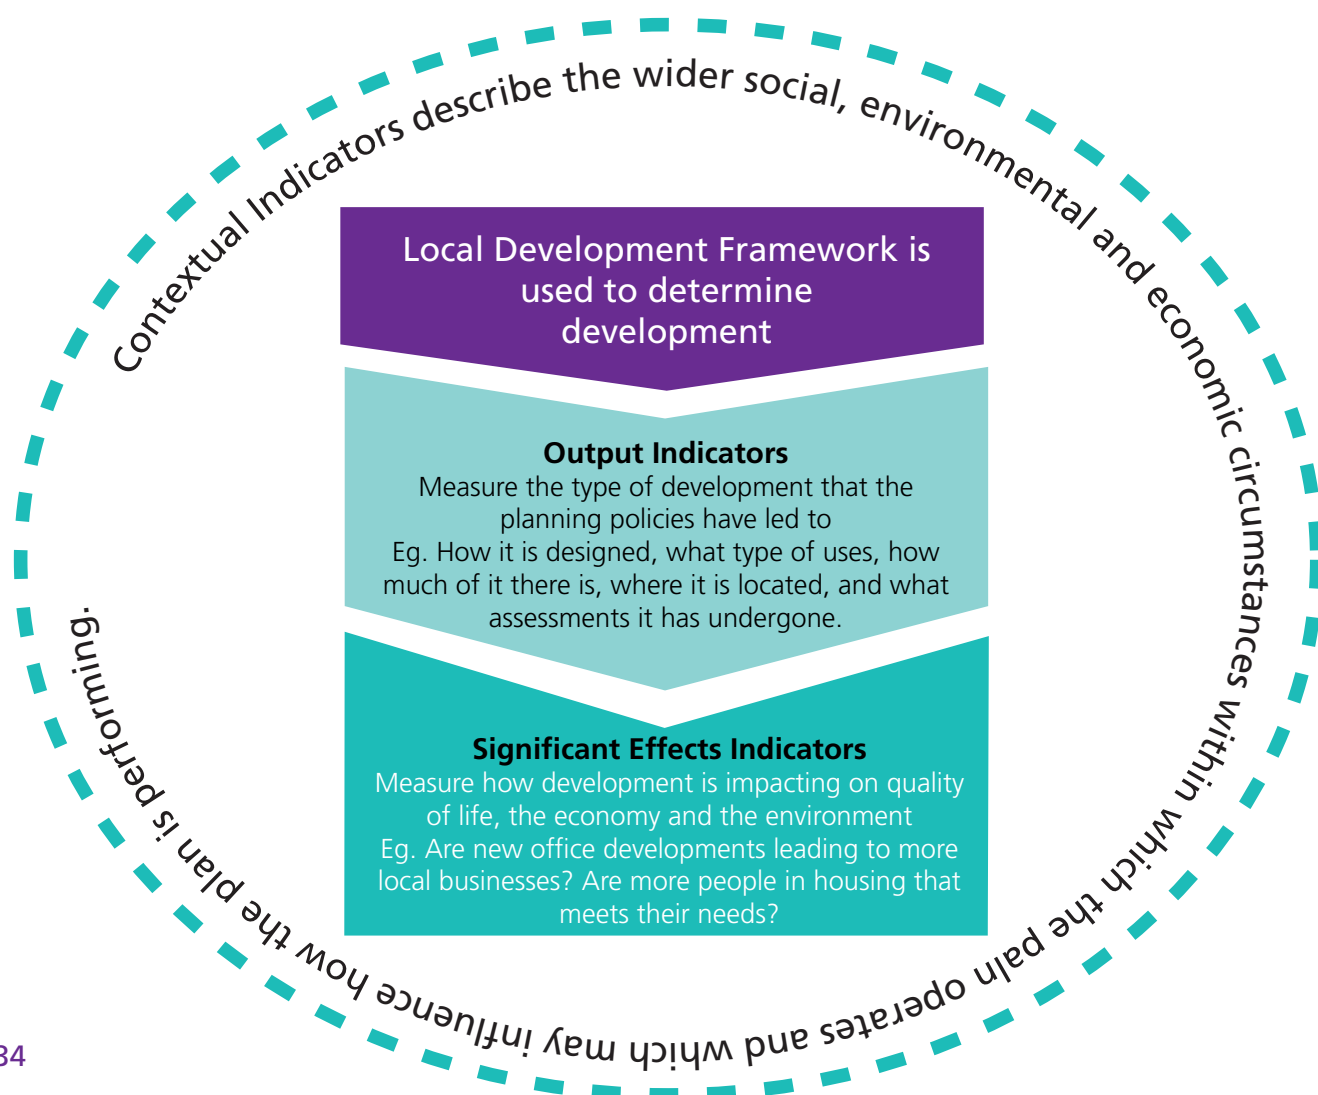 Contextual Indicators describe the wider social, environmental and economic circumstances within which the pain operates and which may influence how the plan is performing.
Local Development Framework is
used to determine
development
Output Indicators
Measure the type of development that the
planning policies have led to
Eg. How it is designed, what type of uses, how
much of it there is, where it is located, and what
assessments it has undergone.
Significant Effects Indicators
Measure how development is impacting on quality
of life, the economy and the environment
Eg. Are new office developments leading to more
local businesses? Are more people in housing that
meets their needs?
34